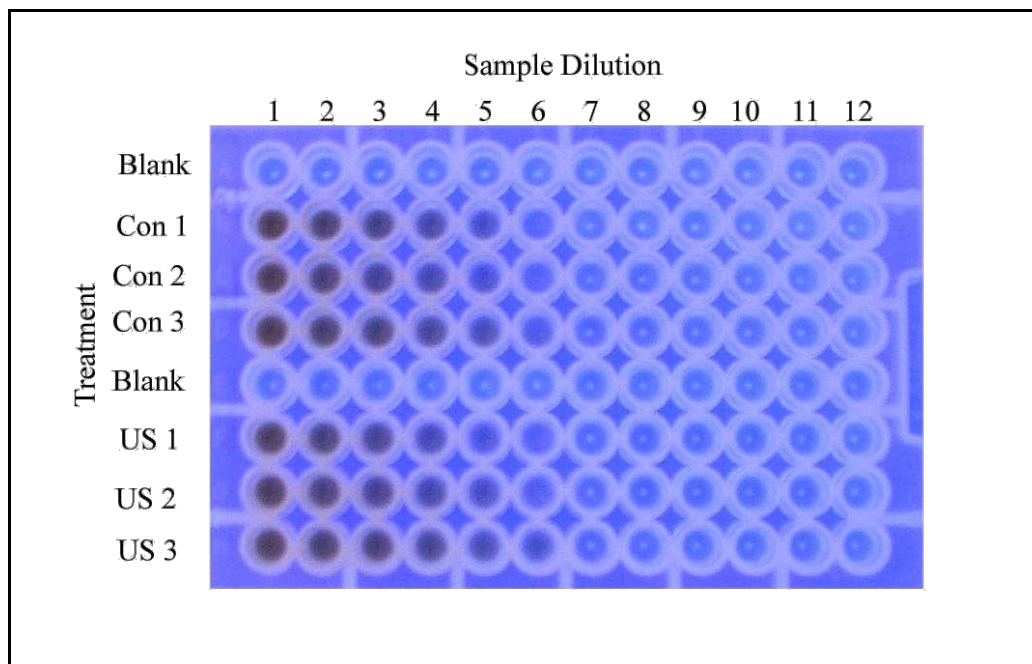 Sample Dilution
1 2 3 4 5 6 7 8 9 10 11 12
Treatment
Blank
Con 1
Con 2
Con 3
Blank
US 1
US 2
US 3